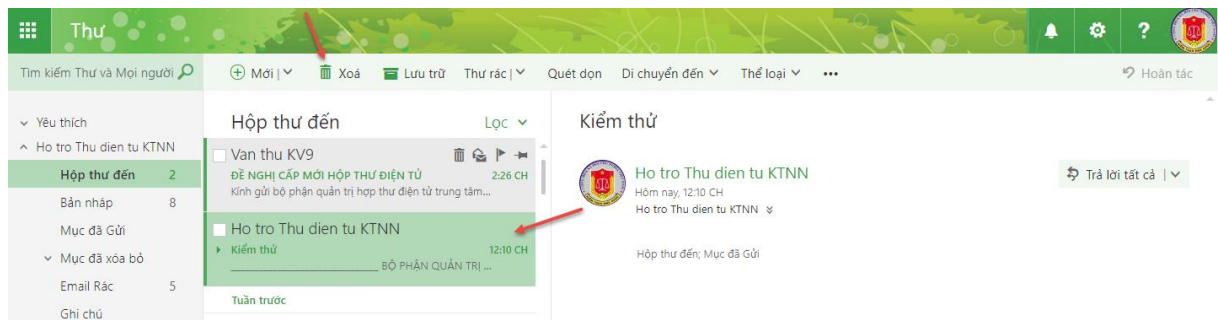 Thư
?
Tìm kiếm Thư và Mọi người
Mới | Xoá Lưu trữ Thư rác | Quét dọn Di chuyển đến Thể loại ••• Hoàn tác
Yêu thích
Ho tro Thu dien tu KTNN
Hộp thư đến 2
Bản nháp 8
Mục đã Gửi
Mục đã xóa bỏ
Email Rác 5
Ghi chú
Hộp thư đến Lọc
Van thu KV9
ĐỀ NGHỊ CẤP MỚI HỘP THƯ ĐIỆN TỬ 2:26 CH
Kính gửi bộ phận quản trị hợp thư điện tử trung tâm...
Ho tro Thu dien tu KTNN
Kiểm thử 12:10 CH
____________________________ BỘ PHẬN QUẢN TRỊ ...
Tuần trước
Kiểm thử
Ho tro Thu dien tu KTNN
Hôm nay, 12:10 CH
Ho tro Thu dien tu KTNN
Trả lời tất cả |
Hộp thư đến; Mục đã Gửi